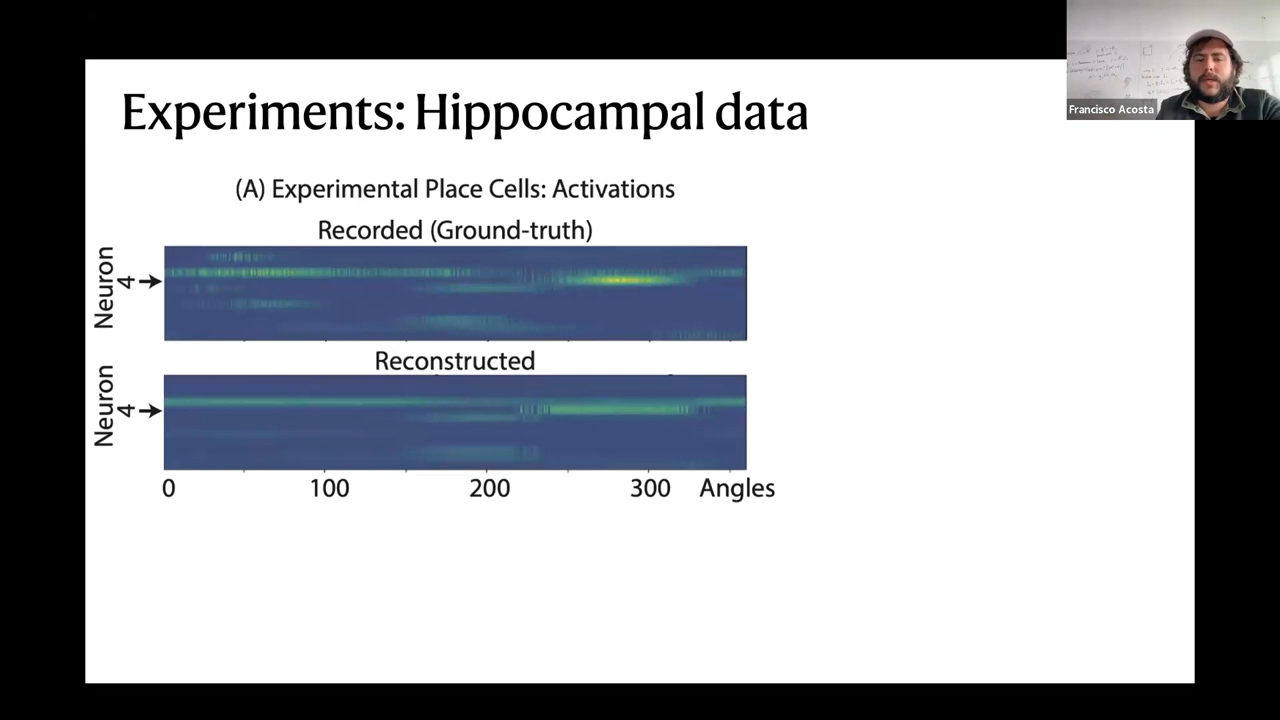 Experiments: Hippocampal data
Francisco Acosta
(A) Experimental Place Cells: Activations
Recorded (Ground-truth)
Neuron
4
Reconstructed
Neuron
4
0 100 200 300 Angles